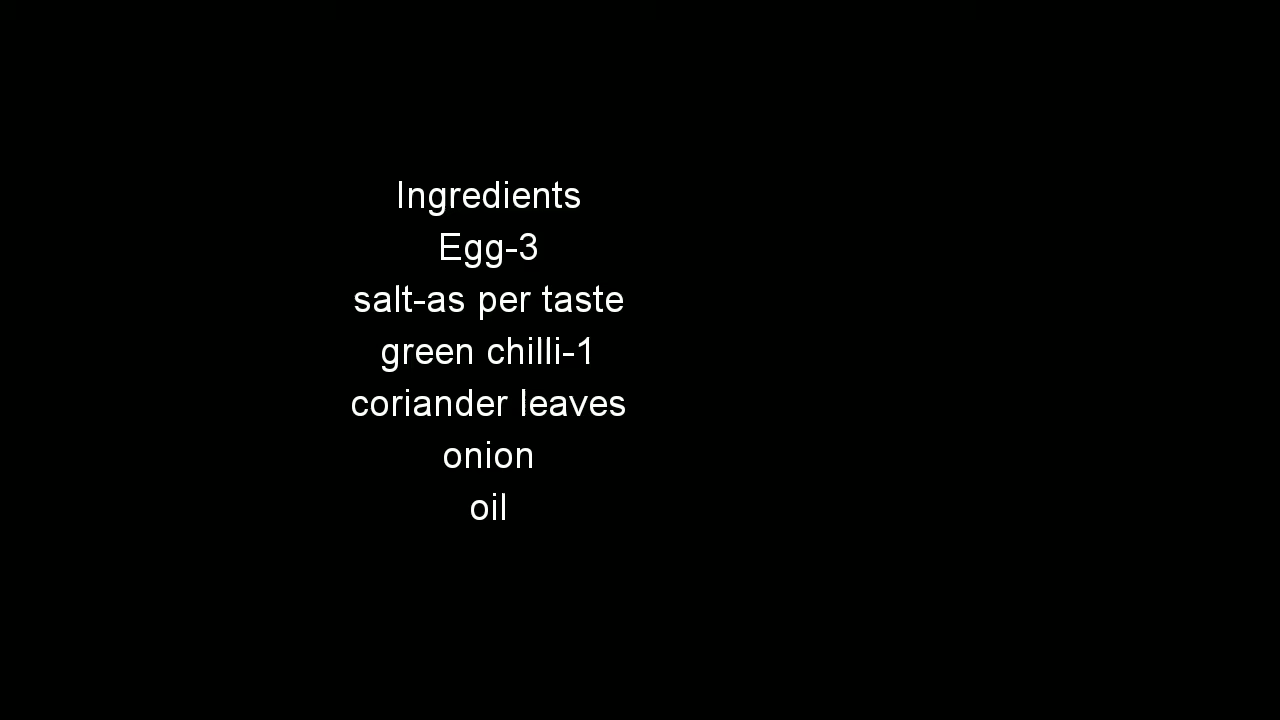 Ingredients
Egg-3
salt-as per taste
green chilli-1
coriander leaves
onion
oil